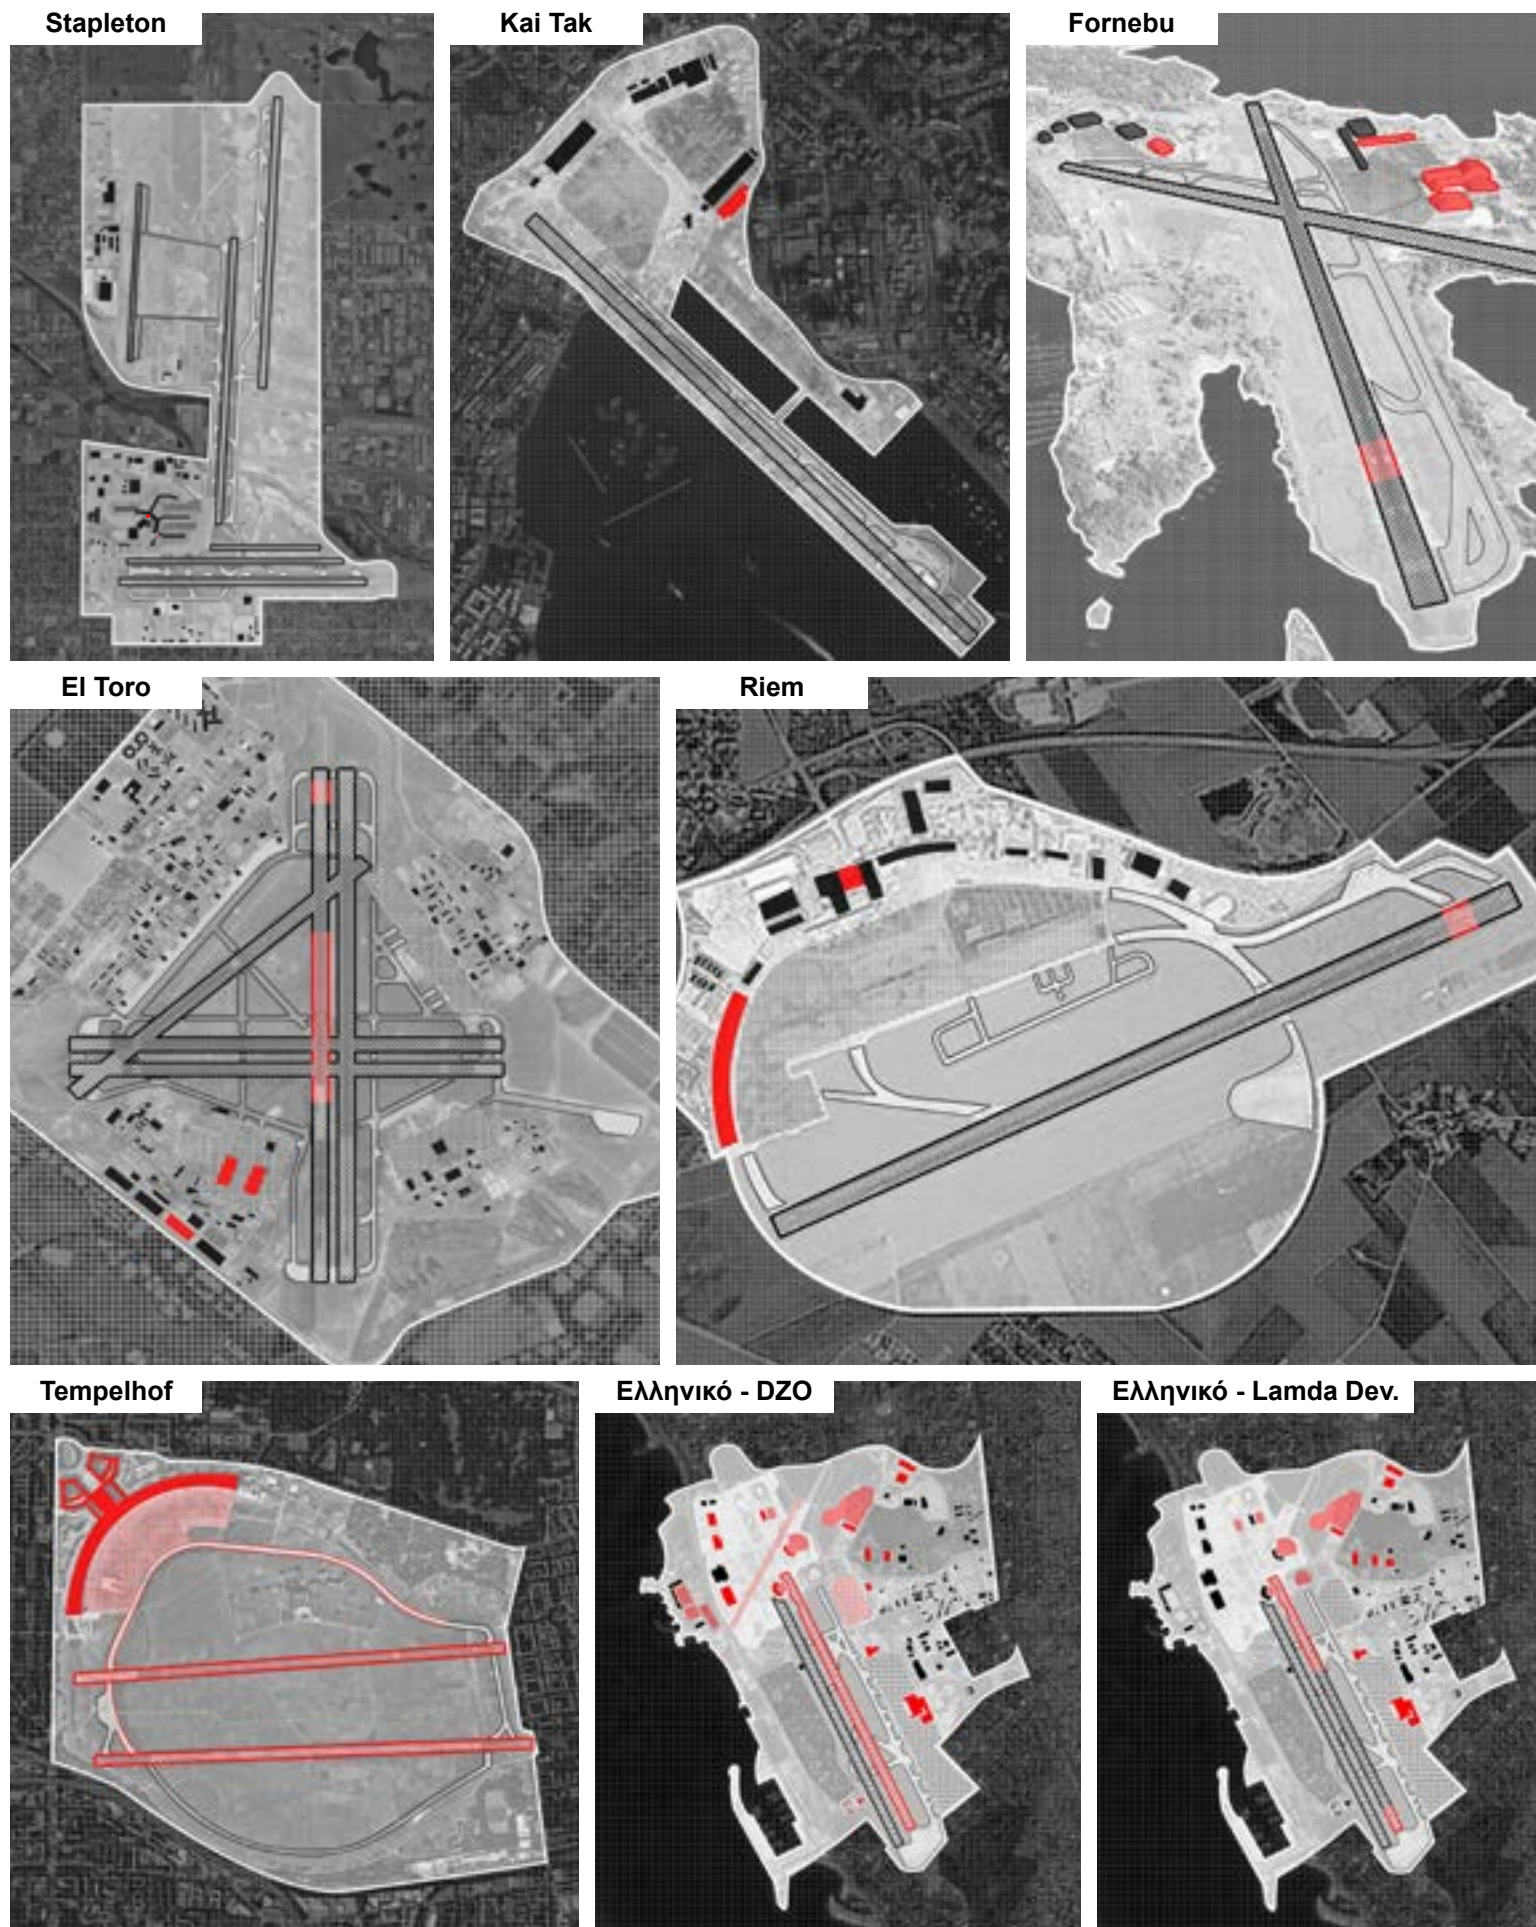 Stapleton
Kai Tak
Fornebu
El Toro
Riem
Tempelhof
Ελληνικό - DZO
Ελληνικό - Lamda Dev.